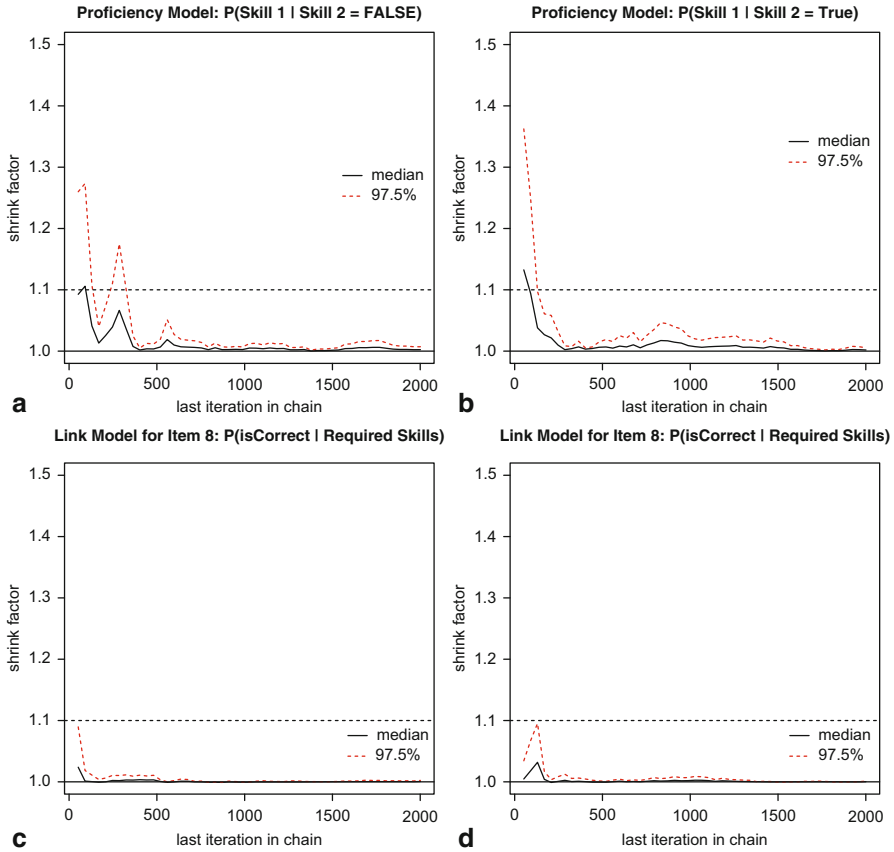 Proficiency Model: P(Skill 1 | Skill 2 = FALSE)
1.5
1.4
1.3
1.2
1.1
1.0
shrink factor
median
97.5%
0
500
1000
1500
2000
last iteration in chain
a
Proficiency Model: P(Skill 1 | Skill 2 = True)
1.5
1.4
1.3
1.2
1.1
1.0
shrink factor
median
97.5%
0
500
1000
1500
2000
last iteration in chain
b
Link Model for Item 8: P(isCorrect | Required Skills)
1.5
1.4
1.3
1.2
1.1
1.0
shrink factor
median
97.5%
0
500
1000
1500
2000
last iteration in chain
c
Link Model for Item 8: P(isCorrect | Required Skills)
1.5
1.4
1.3
1.2
1.1
1.0
shrink factor
median
97.5%
0
500
1000
1500
2000
last iteration in chain
d